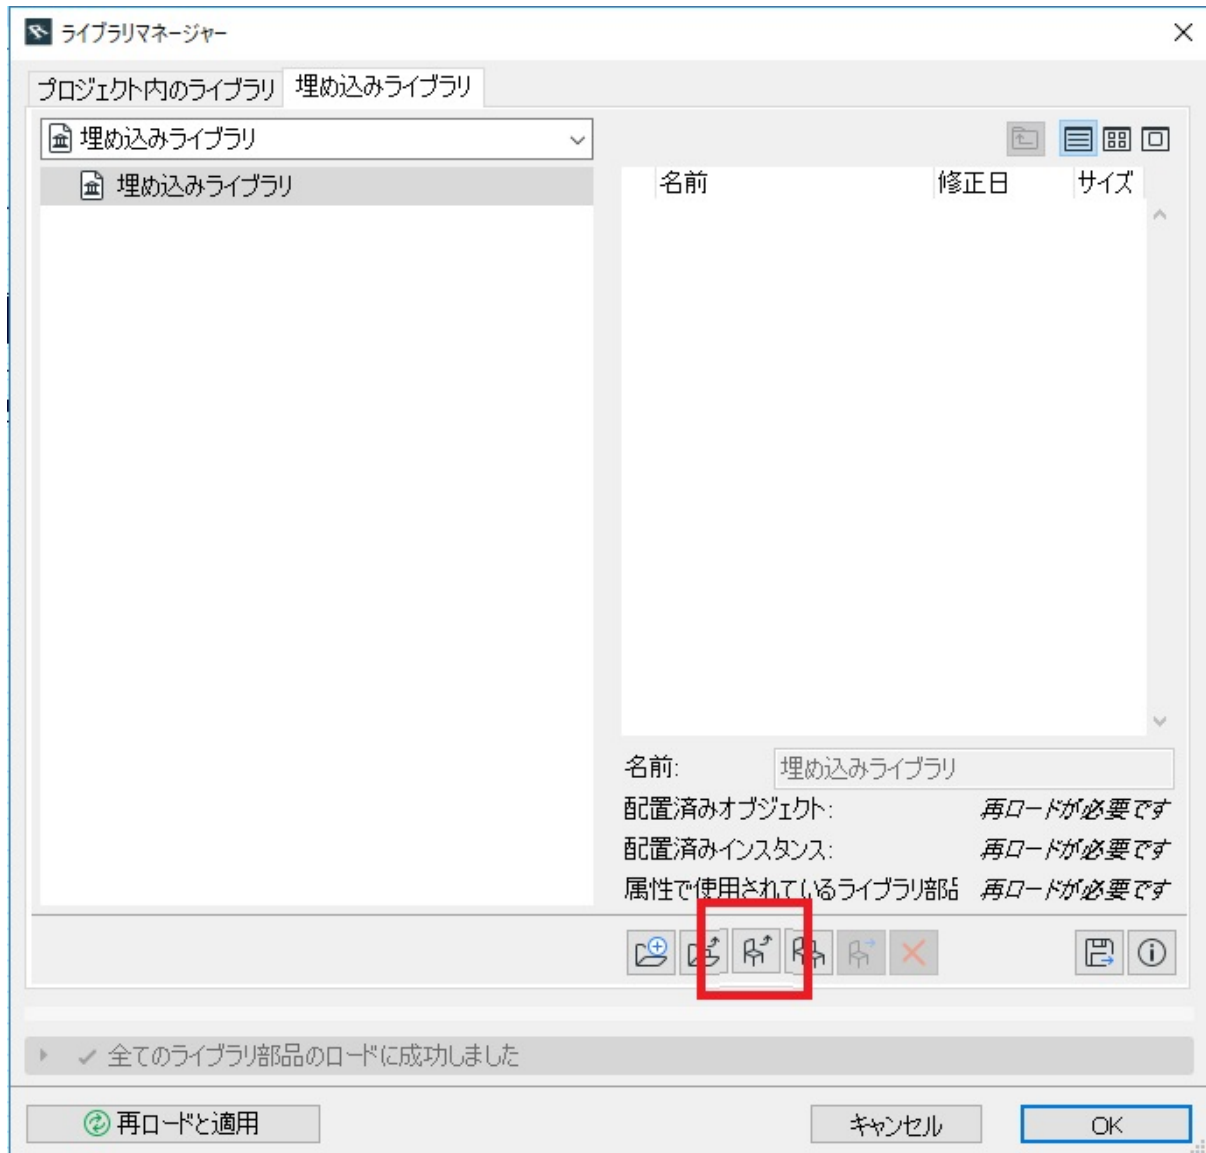 ライブラリマネージャー
プロジェクト内のライブラリ 埋め込みライブラリ
埋め込みライブラリ
埋め込みライブラリ
名前 修正日 サイズ
名前: 埋め込みライブラリ
配置済みオブジェクト: 再ロードが必要です
配置済みインスタンス: 再ロードが必要です
属性で使用されているライブラリ部品 再ロードが必要です
全てのライブラリ部品のロードに成功しました
再ロードと適用 キャンセル OK